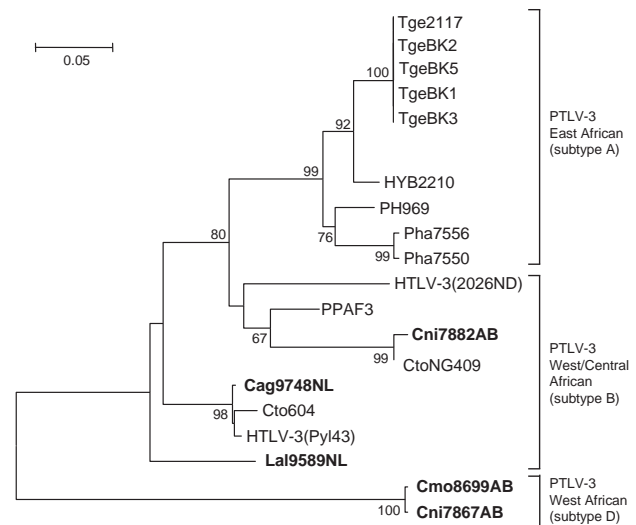 0.05
Tge2117
TgeBK2
TgeBK5
TgeBK1
TgeBK3
100
92
HYB2210
99
PH969
76
Pha7556
99
Pha7550
80
HTLV-3(2026ND)
PPAF3
67
Cni7882AB
99
CtoNG409
Cag9748NL
98
Cto604
HTLV-3(Pyl43)
Lal9589NL
Cmo8699AB
100
Cni7867AB
PTLV-3
East African
(subtype A)
PTLV-3
West/Central
African
(subtype B)
PTLV-3
West African
(subtype D)